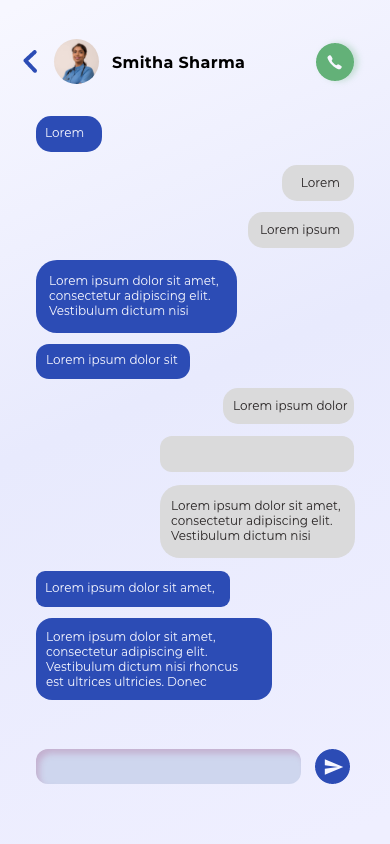 Smitha Sharma
Lorem
Lorem
Lorem ipsum
Lorem ipsum dolor sit amet,
consectetur adipiscing elit.
Vestibulum dictum nisi
Lorem ipsum dolor sit
Lorem ipsum dolor
Lorem ipsum dolor sit amet,
consectetur adipiscing elit.
Vestibulum dictum nisi
Lorem ipsum dolor sit amet,
Lorem ipsum dolor sit amet,
consectetur adipiscing elit.
Vestibulum dictum nisi rhoncus
est ultrices ultricies. Donec